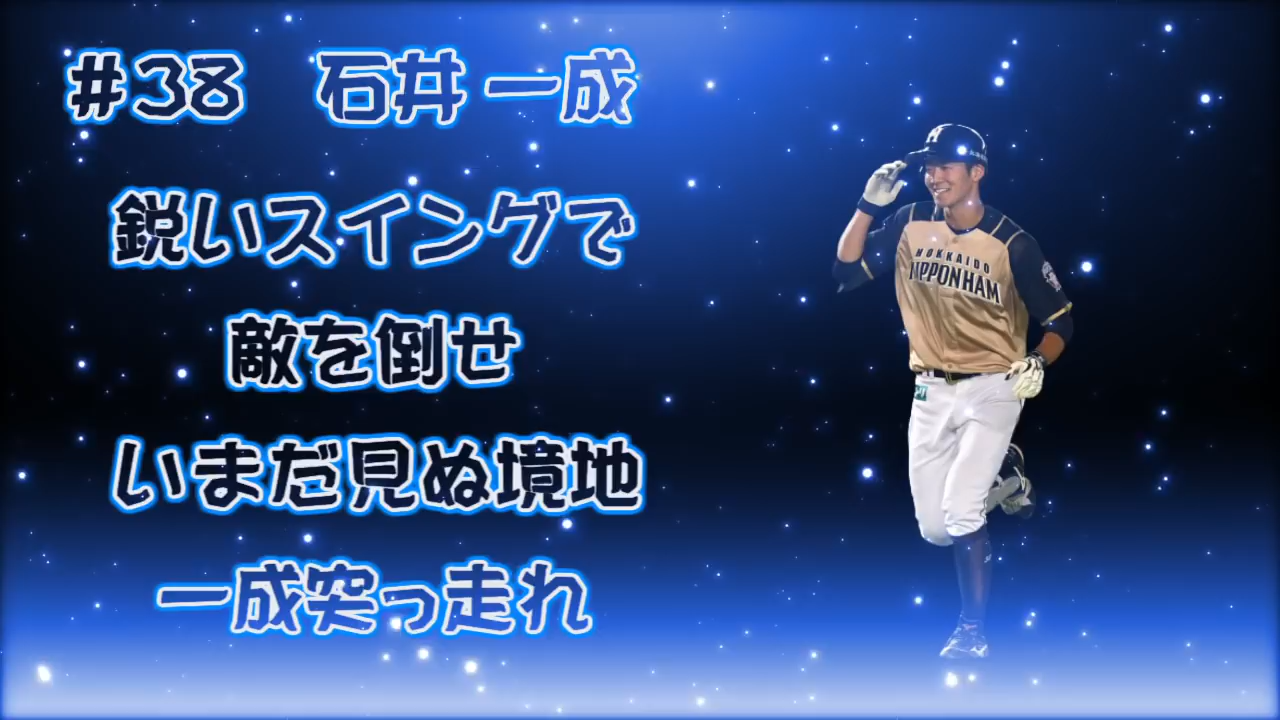 #38 石井 一成
鋭いスイングで
敵を倒せ
いまだ見ぬ境地
一成突っ走れ
H
HOKKAIDO
NIPPONHAM